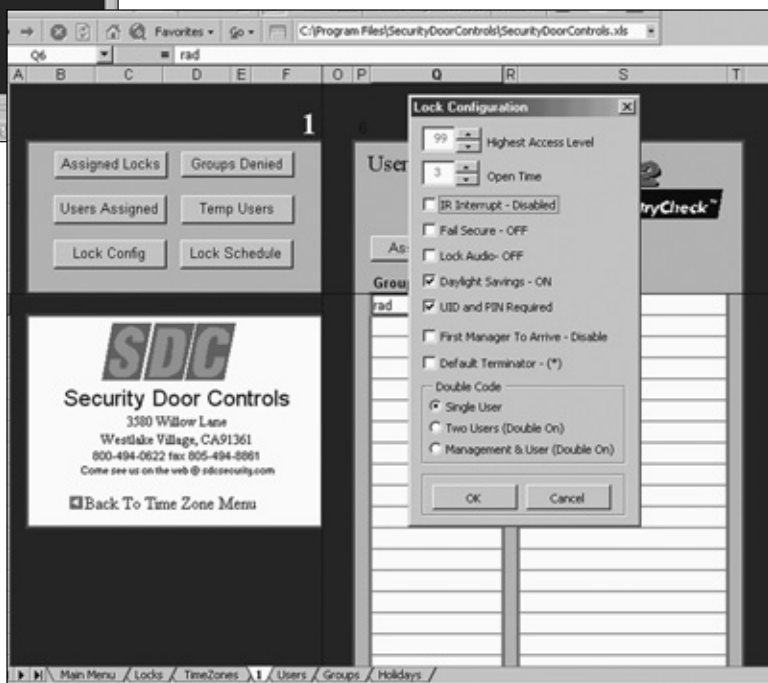 Favorites
Go
C:\Program Files\SecurityDoorControls\SecurityDoorControls.xls
Q6
=
rad
A B C D E F O P Q R S T
1
Assigned Locks
Groups Denied
Users Assigned
Temp Users
Lock Config
Lock Schedule
SDC
Security Door Controls
3580 Willow Lane
Westlake Village, CA91361
800-494-0622 fax 805-494-8861
Come see us on the web @ sdcsecurity.com
Back To Time Zone Menu
User
As
Group
rad
tryCheck™
Lock Configuration
99 Highest Access Level
3 Open Time
IR Interrupt - Disabled
Fail Secure - OFF
Lock Audio- OFF
Daylight Savings - ON
UID and PIN Required
First Manager To Arrive - Disable
Default Terminator - (*)
Double Code
Single User
Two Users (Double On)
Management & User (Double On)
OK
Cancel
Main Menu / Locks / TimeZones / 1 / Users / Groups / Holidays /